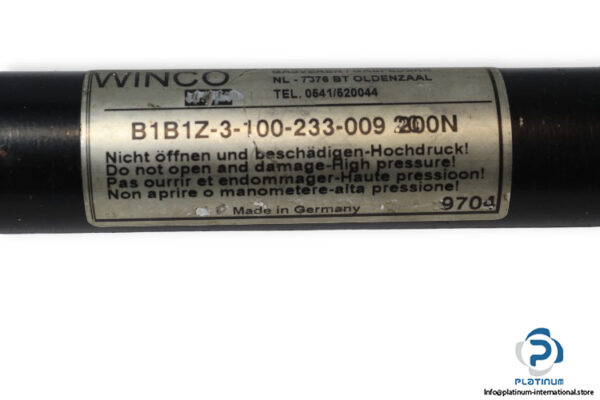 WINCO
NL - 7576 BT OLDENZAAL
TEL. 0541/520044
B1B1Z-3-100-233-009 200N
Nicht öffnen und beschädigen-Hochdruck!
Do not open and damage-High pressure!
Pas ourrir et endommager-Haute pressioon!
Non aprire o manometere-alta pressione!
Made in Germany
9704
PLATINUM
Info@platinum-international.store